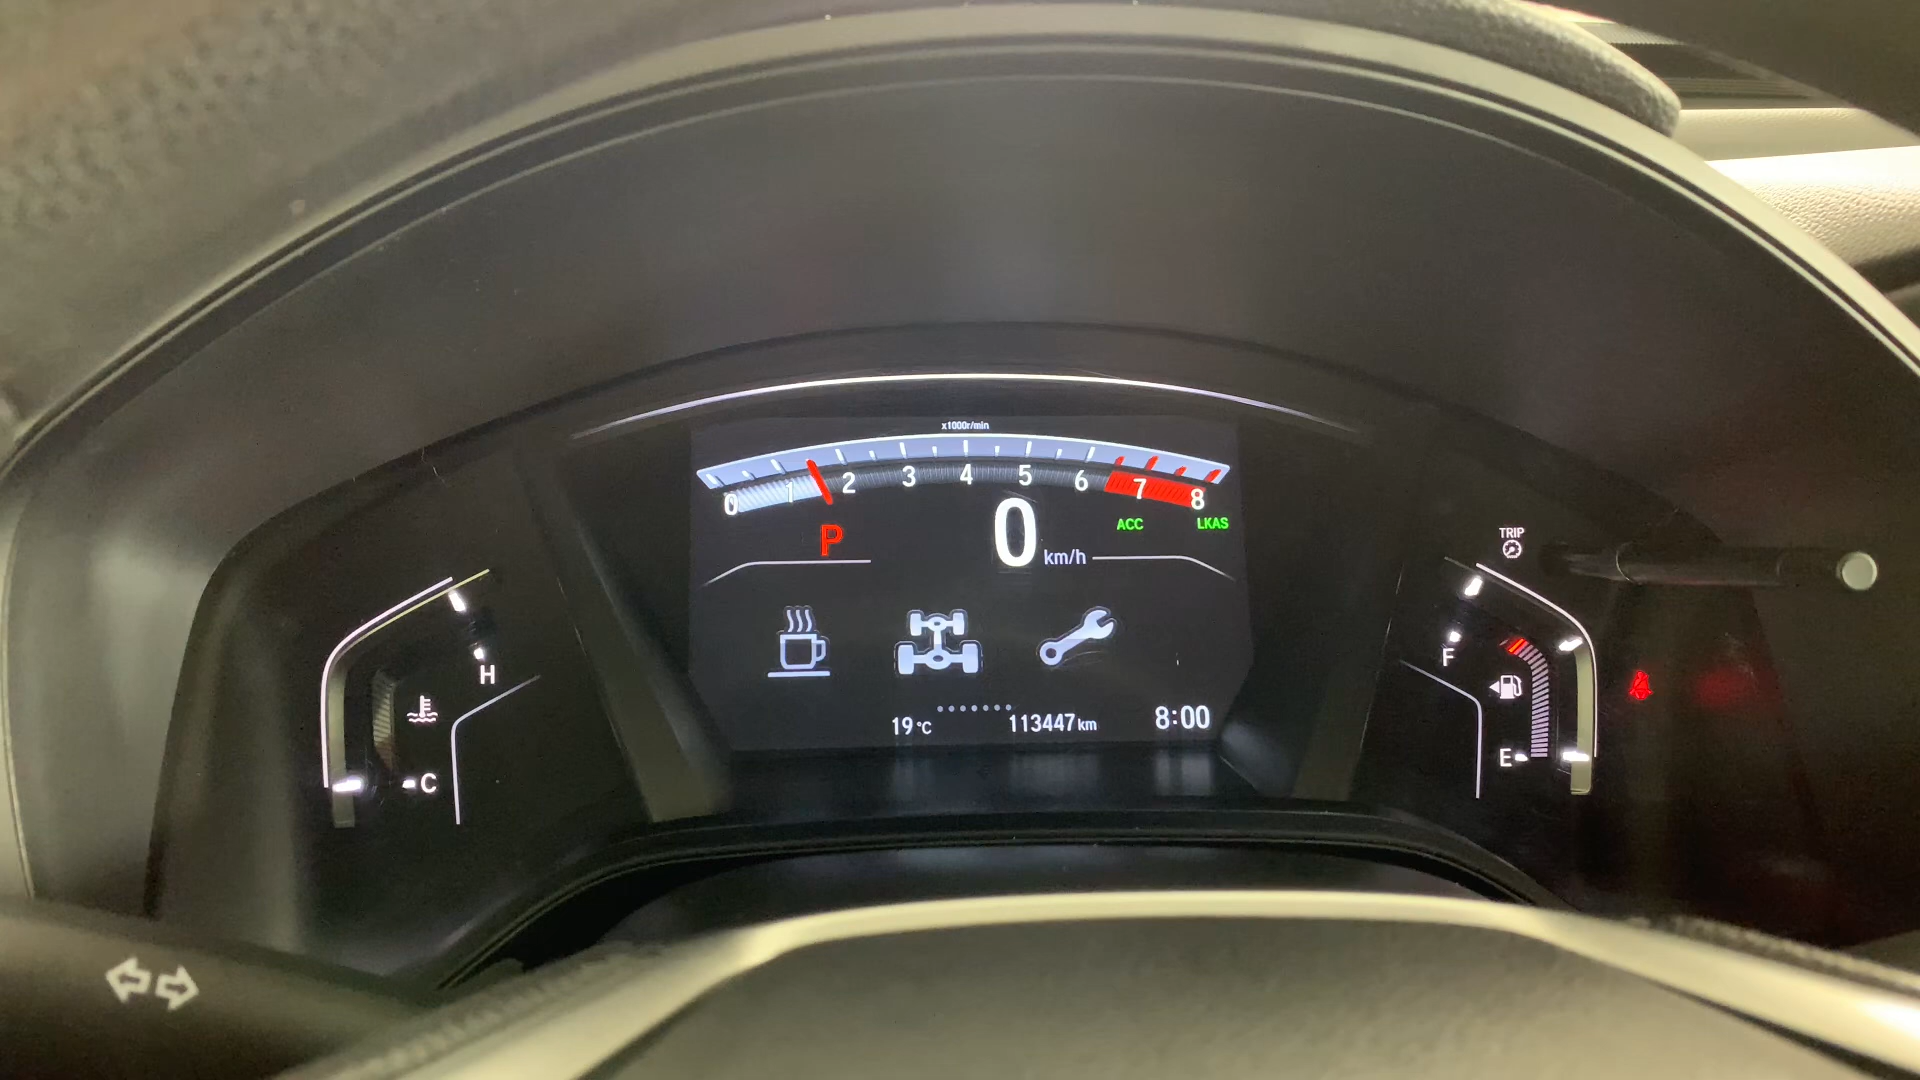 x1000r/min
0 1 2 3 4 5 6 7 8
P
0 km/h
ACC
LKAS
TRIP
H
C
F
E
19°C
113447km
8:00